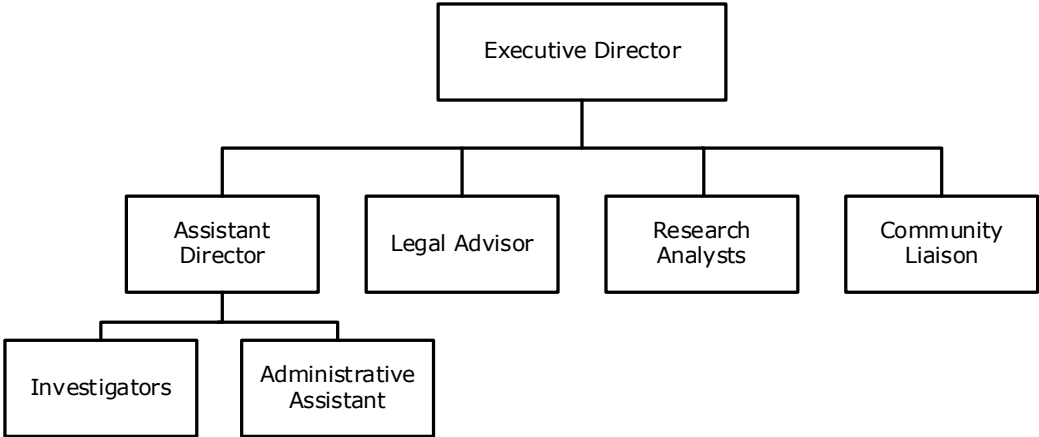 Executive Director
Assistant
Director
Legal Advisor
Research
Analysts
Community
Liaison
Investigators
Administrative
Assistant